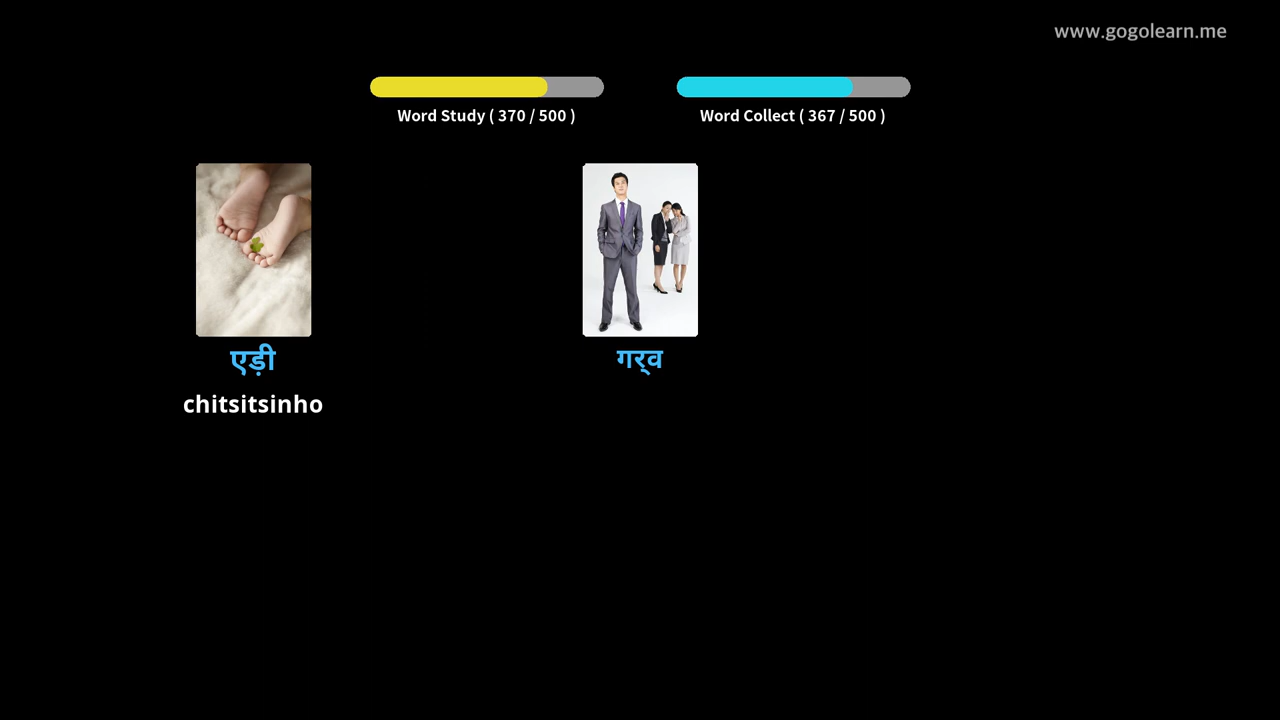 www.gogolearn.me
Word Study ( 370 / 500 )
Word Collect ( 367 / 500 )
एड़ी
गर्व
chitsitsinho